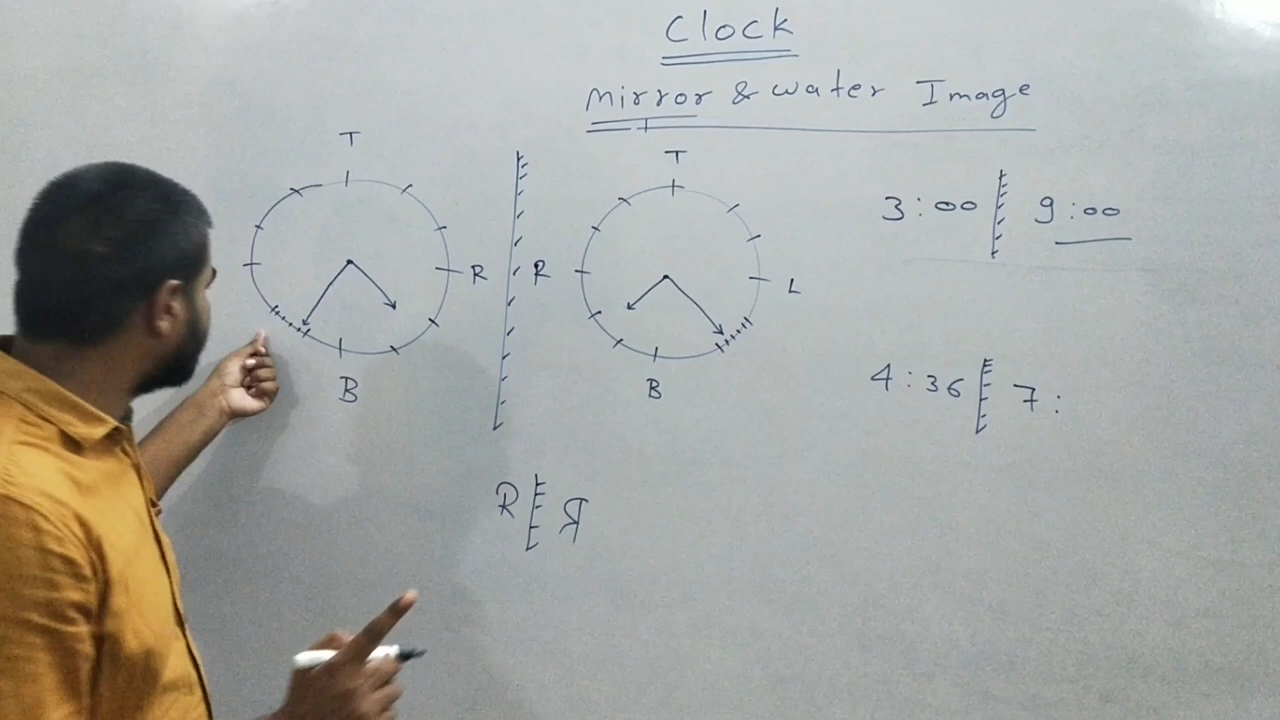 Clock
Mirror & water Image
T
T
3:00 9:00
R R
L
B
B
4:36 7:
R Я